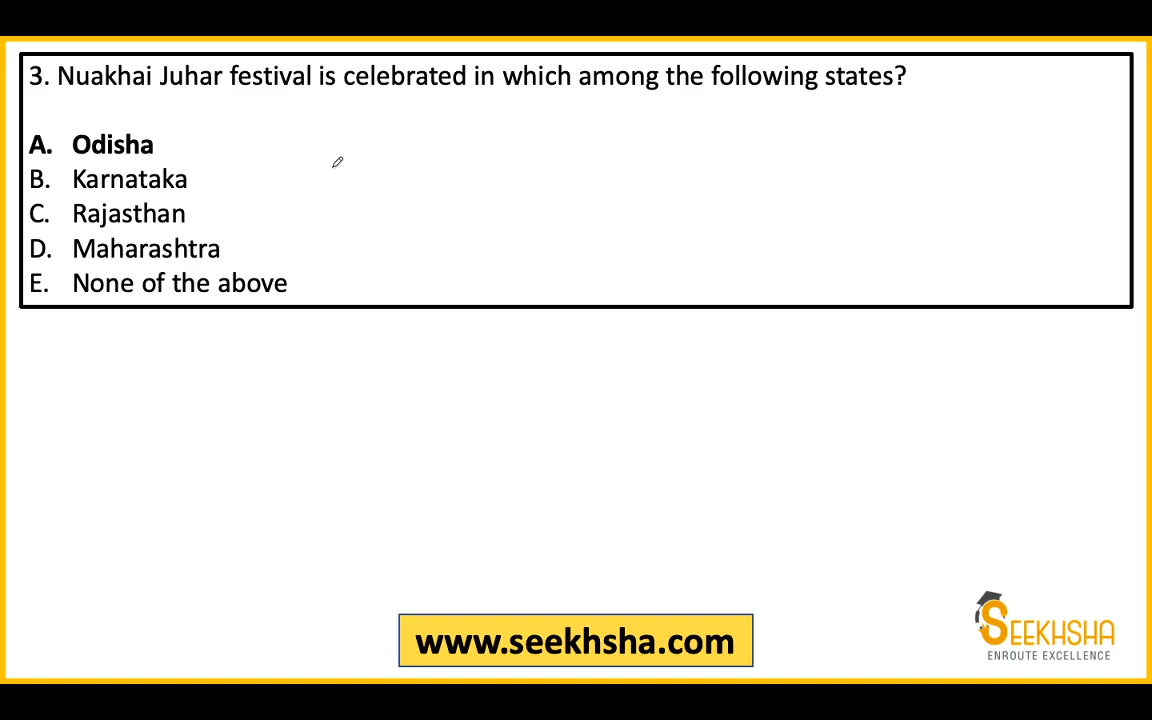 3. Nuakhai Juhar festival is celebrated in which among the following states?
A. Odisha
B. Karnataka
C. Rajasthan
D. Maharashtra
E. None of the above
www.seekhsha.com
SEEKHSHA
ENROUTE EXCELLENCE